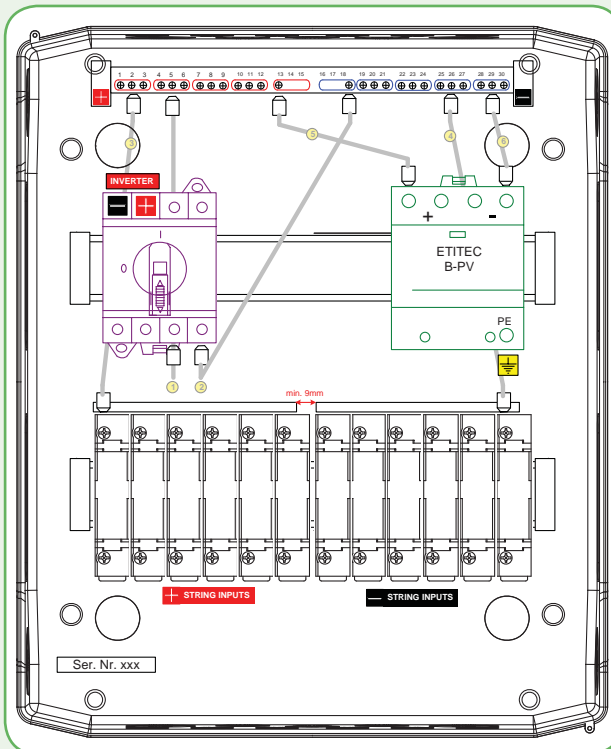 1 2 3 4 5 6 7 8 9 10 11 12 13 14 15 16 17 18 19 20 21 22 23 24 25 26 27 28 29 30
+ −
3 5 4 6
INVERTER
− +
I
0
+ -
ETITEC
B-PV
PE
1 2
min. 9mm
+ STRING INPUTS
− STRING INPUTS
Ser. Nr. xxx